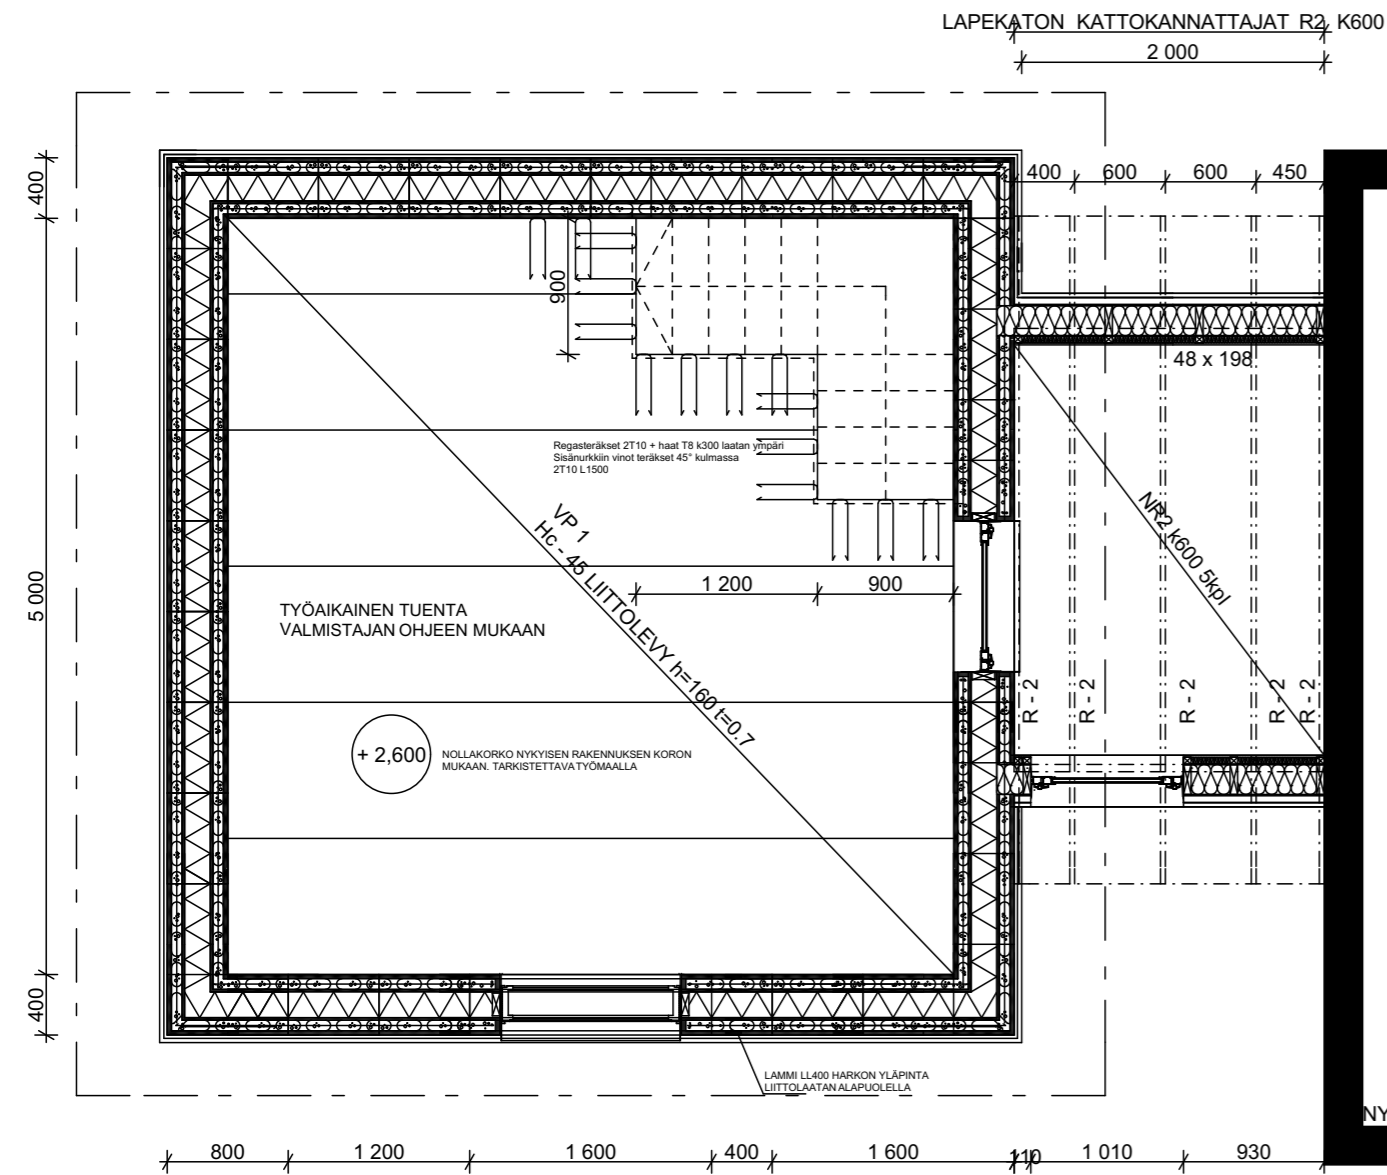 LAPEKATON KATTOKANNATTAJAT R2 K600
2 000
400 600 600 450
400
900
48 x 198
Regasteräkset 2T10 + haat T8 k300 laatan ympäri
Sisänurkkiin vinot teräkset 45° kulmassa
2T10 L1500
VP 1
Hc - 45 LIITTOLEVY h=160 t=0.7
NR2 k600 5kpl
1 200 900
5 000
TYÖAIKAINEN TUENTA
VALMISTAJAN OHJEEN MUKAAN
R - 2
R - 2
R - 2
R - 2
R - 2
+ 2,600
NOLLAKORKO NYKYISEN RAKENNUKSEN KORON
MUKAAN. TARKISTETTAVA TYÖMAALLA
400
LAMMI LL400 HARKON YLÄPINTA
LIITTOLAATAN ALAPUOLELLA
NY
800 1 200 1 600 400 1 600 110 1 010 930